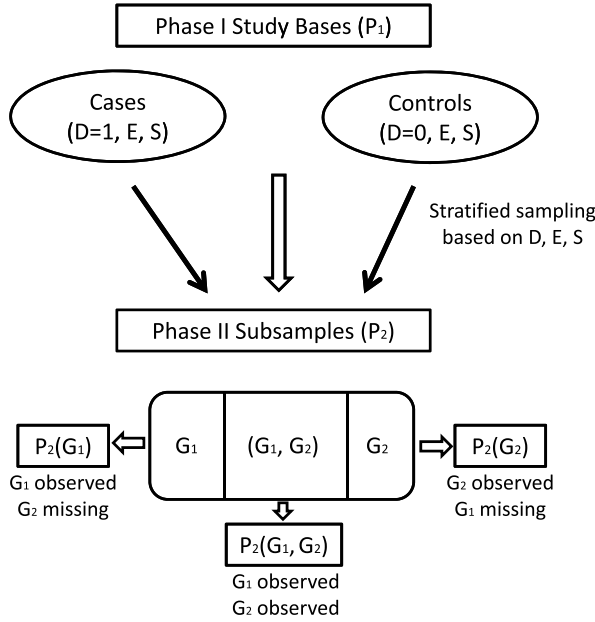 Phase I Study Bases (P₁)
Cases
(D=1, E, S)
Controls
(D=0, E, S)
Stratified sampling
based on D, E, S
Phase II Subsamples (P₂)
G₁
(G₁, G₂)
G₂
P₂(G₁)
G₁ observed
G₂ missing
P₂(G₂)
G₂ observed
G₁ missing
P₂(G₁, G₂)
G₁ observed
G₂ observed